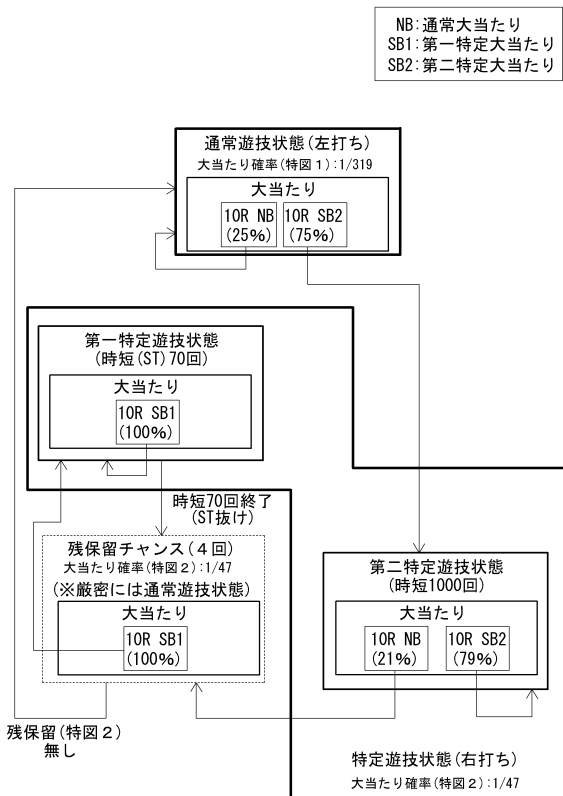 NB:通常大当たり
SB1:第一特定大当たり
SB2:第二特定大当たり
通常遊技状態(左打ち)
大当たり確率(特図1):1/319
大当たり
10R NB
(25%)
10R SB2
(75%)
第一特定遊技状態
(時短(ST)70回)
大当たり
10R SB1
(100%)
時短70回終了
(ST抜け)
残保留チャンス(4回)
大当たり確率(特図2):1/47
(※厳密には通常遊技状態)
大当たり
10R SB1
(100%)
残保留(特図2)
無し
第二特定遊技状態
(時短1000回)
大当たり
10R NB
(21%)
10R SB2
(79%)
特定遊技状態(右打ち)
大当たり確率(特図2):1/47